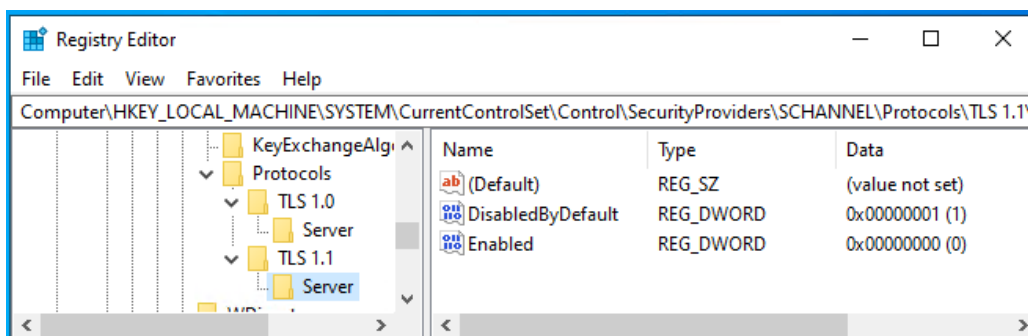 Registry Editor
File Edit View Favorites Help
Computer\HKEY_LOCAL_MACHINE\SYSTEM\CurrentControlSet\Control\SecurityProviders\SCHANNEL\Protocols\TLS 1.1\
KeyExchangeAlg
Protocols
TLS 1.0
Server
TLS 1.1
Server
Name Type Data
ab (Default) REG_SZ (value not set)
DisabledByDefault REG_DWORD 0x00000001 (1)
Enabled REG_DWORD 0x00000000 (0)